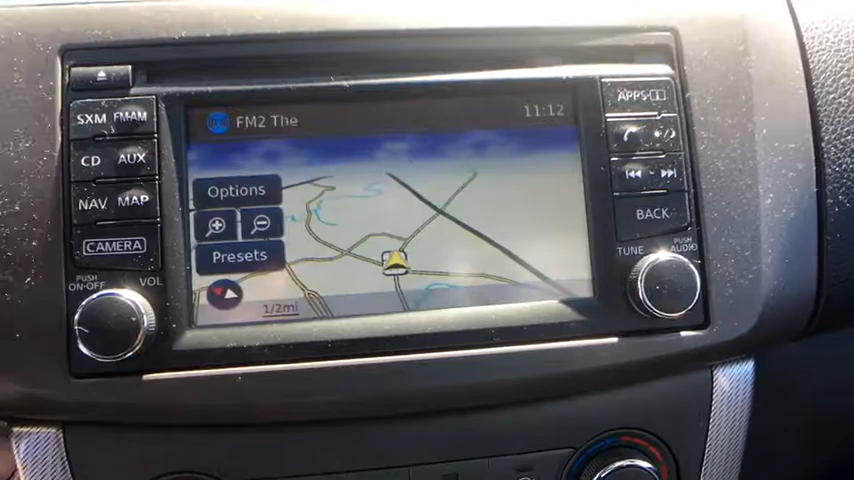 SXM FM·AM
CD AUX
NAV MAP
CAMERA
PUSH
ON·OFF VOL
FM2 The
11:12
Options
Presets
1/2mi
APPS·
BACK
TUNE PUSH
AUDIO